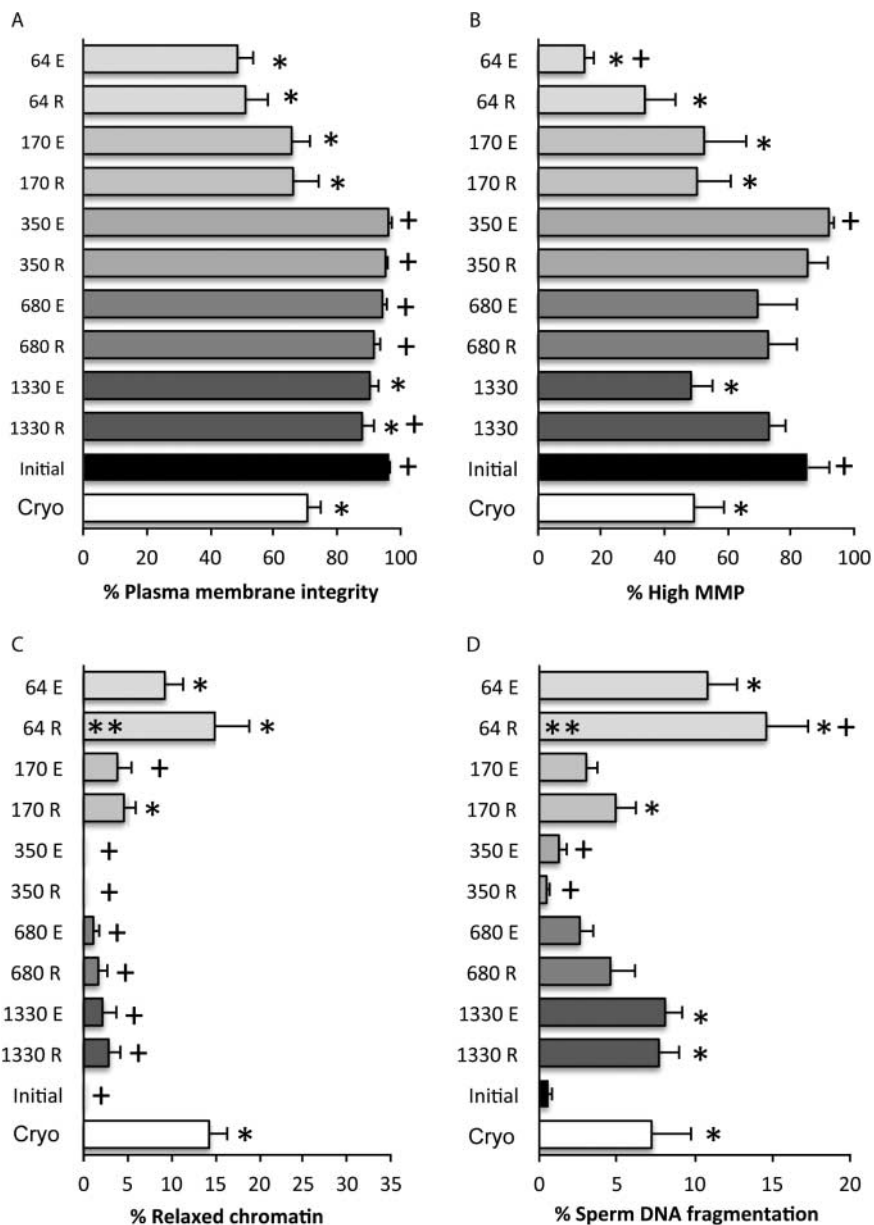 A
64 E * 
64 R *
170 E *
170 R *
350 E +
350 R +
680 E +
680 R +
1330 E *
1330 R * +
Initial +
Cryo *
0 20 40 60 80 100
% Plasma membrane integrity
B
64 E * +
64 R *
170 E *
170 R *
350 E +
350 R
680 E
680 R
1330 *
1330
Initial +
Cryo *
0 20 40 60 80 100
% High MMP
C
64 E *
64 R ** *
170 E +
170 R *
350 E +
350 R +
680 E +
680 R +
1330 E +
1330 R +
Initial +
Cryo *
0 5 10 15 20 25 30 35
% Relaxed chromatin
D
64 E *
64 R ** * +
170 E
170 R *
350 E +
350 R +
680 E
680 R
1330 E *
1330 R *
Initial
Cryo *
0 5 10 15 20
% Sperm DNA fragmentation